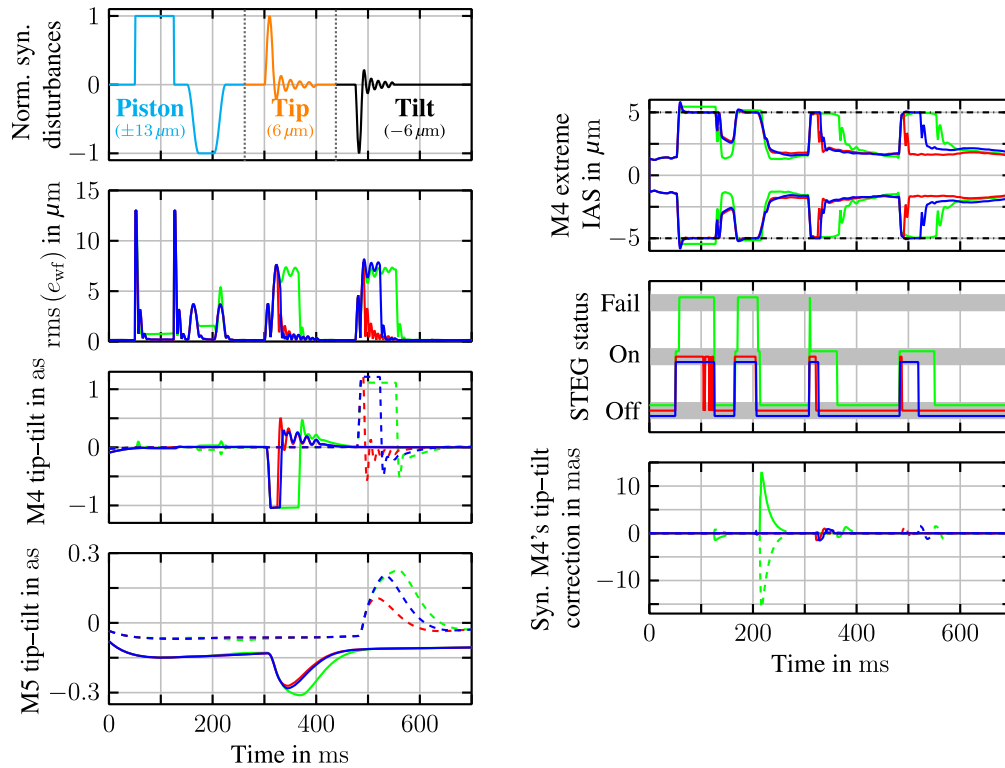 Norm. syn.
disturbances
1
0
−1
Piston
(±13 μm)
Tip
(6 μm)
Tilt
(−6 μm)
rms (e_wf) in μm
15
10
5
0
M4 tip–tilt in as
1
0
−1
M5 tip–tilt in as
0.3
0
−0.3
0
200
400
600
Time in ms
M4 extreme
IAS in μm
5
0
−5
STEG status
Fail
On
Off
Syn. M4's tip–tilt
correction in mas
10
0
−10
0
200
400
600
Time in ms